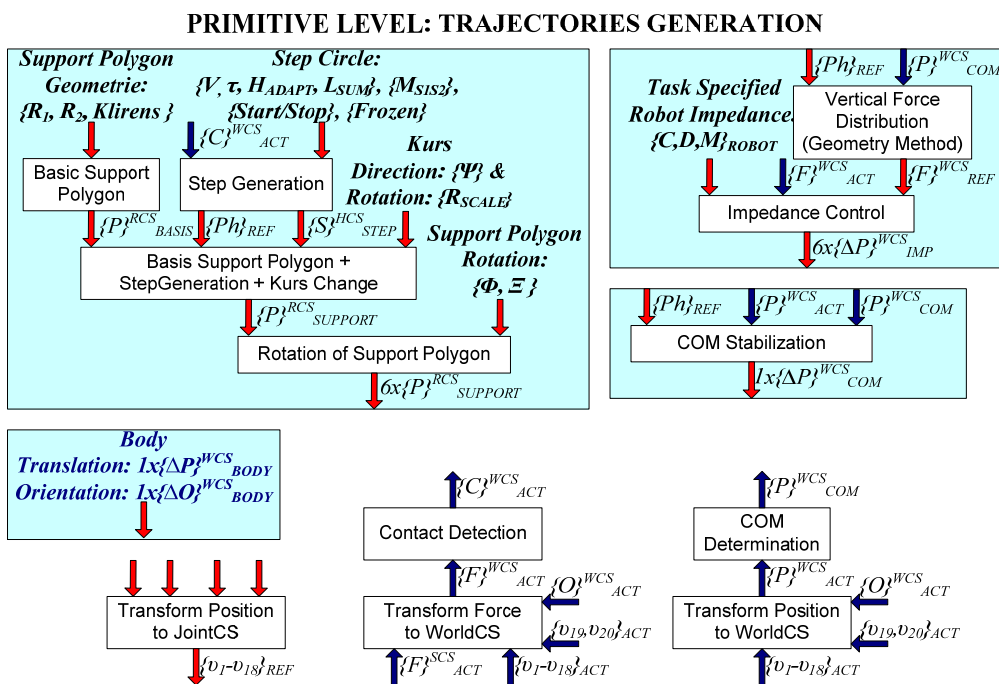 PRIMITIVE LEVEL: TRAJECTORIES GENERATION
Support Polygon
Geometrie:
{R1, R2, Klirens }
Step Circle:
{V, τ, HADAPT, LSUM}, {MSIS2},
{Start/Stop}, {Frozen}
{C}WCSACT
Kurs
Direction: {Ψ} &
Rotation: {RSCALE}
Basic Support
Polygon
Step Generation
{P}RCSBASIS
{Ph}REF
{S}HCSSTEP
Support Polygon
Rotation:
{Φ, Ξ }
Basis Support Polygon +
StepGeneration + Kurs Change
{P}RCSSUPPORT
Rotation of Support Polygon
6x{P}RCSSUPPORT
{Ph}REF
{P}WCSCOM
Task Specified
Robot Impedance:
{C,D,M}ROBOT
Vertical Force
Distribution
(Geometry Method)
{F}WCSACT
{F}WCSREF
Impedance Control
6x{ΔP}WCSIMP
{Ph}REF
{P}WCSACT
{P}WCSCOM
COM Stabilization
1x{ΔP}WCSCOM
Body
Translation: 1x{ΔP}WCSBODY
Orientation: 1x{ΔO}WCSBODY
Transform Position
to JointCS
{υ1-υ18}REF
{C}WCSACT
Contact Detection
{F}WCSACT
{O}WCSACT
Transform Force
to WorldCS
{υ19,υ20}ACT
{F}SCSACT
{υ1-υ18}ACT
{P}WCSCOM
COM
Determination
{P}WCSACT
{O}WCSACT
Transform Position
to WorldCS
{υ19,υ20}ACT
{υ1-υ18}ACT